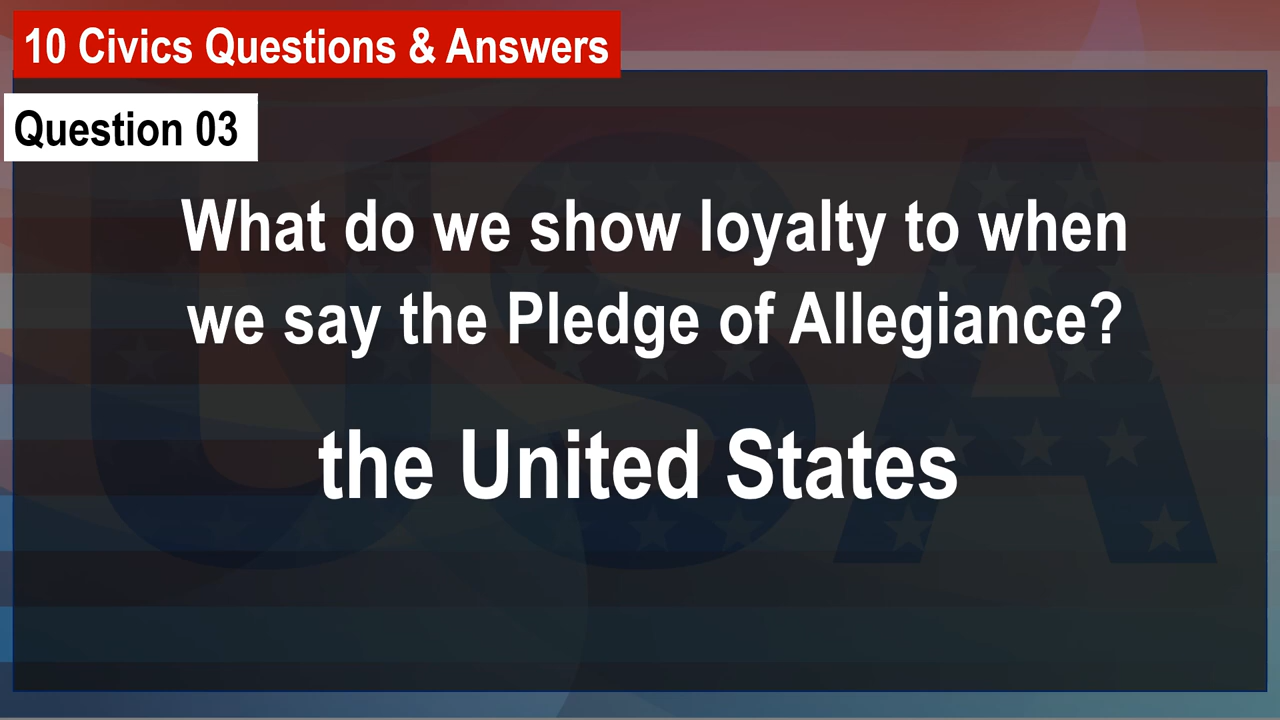 10 Civics Questions & Answers
Question 03
What do we show loyalty to when
we say the Pledge of Allegiance?
the United States
USA